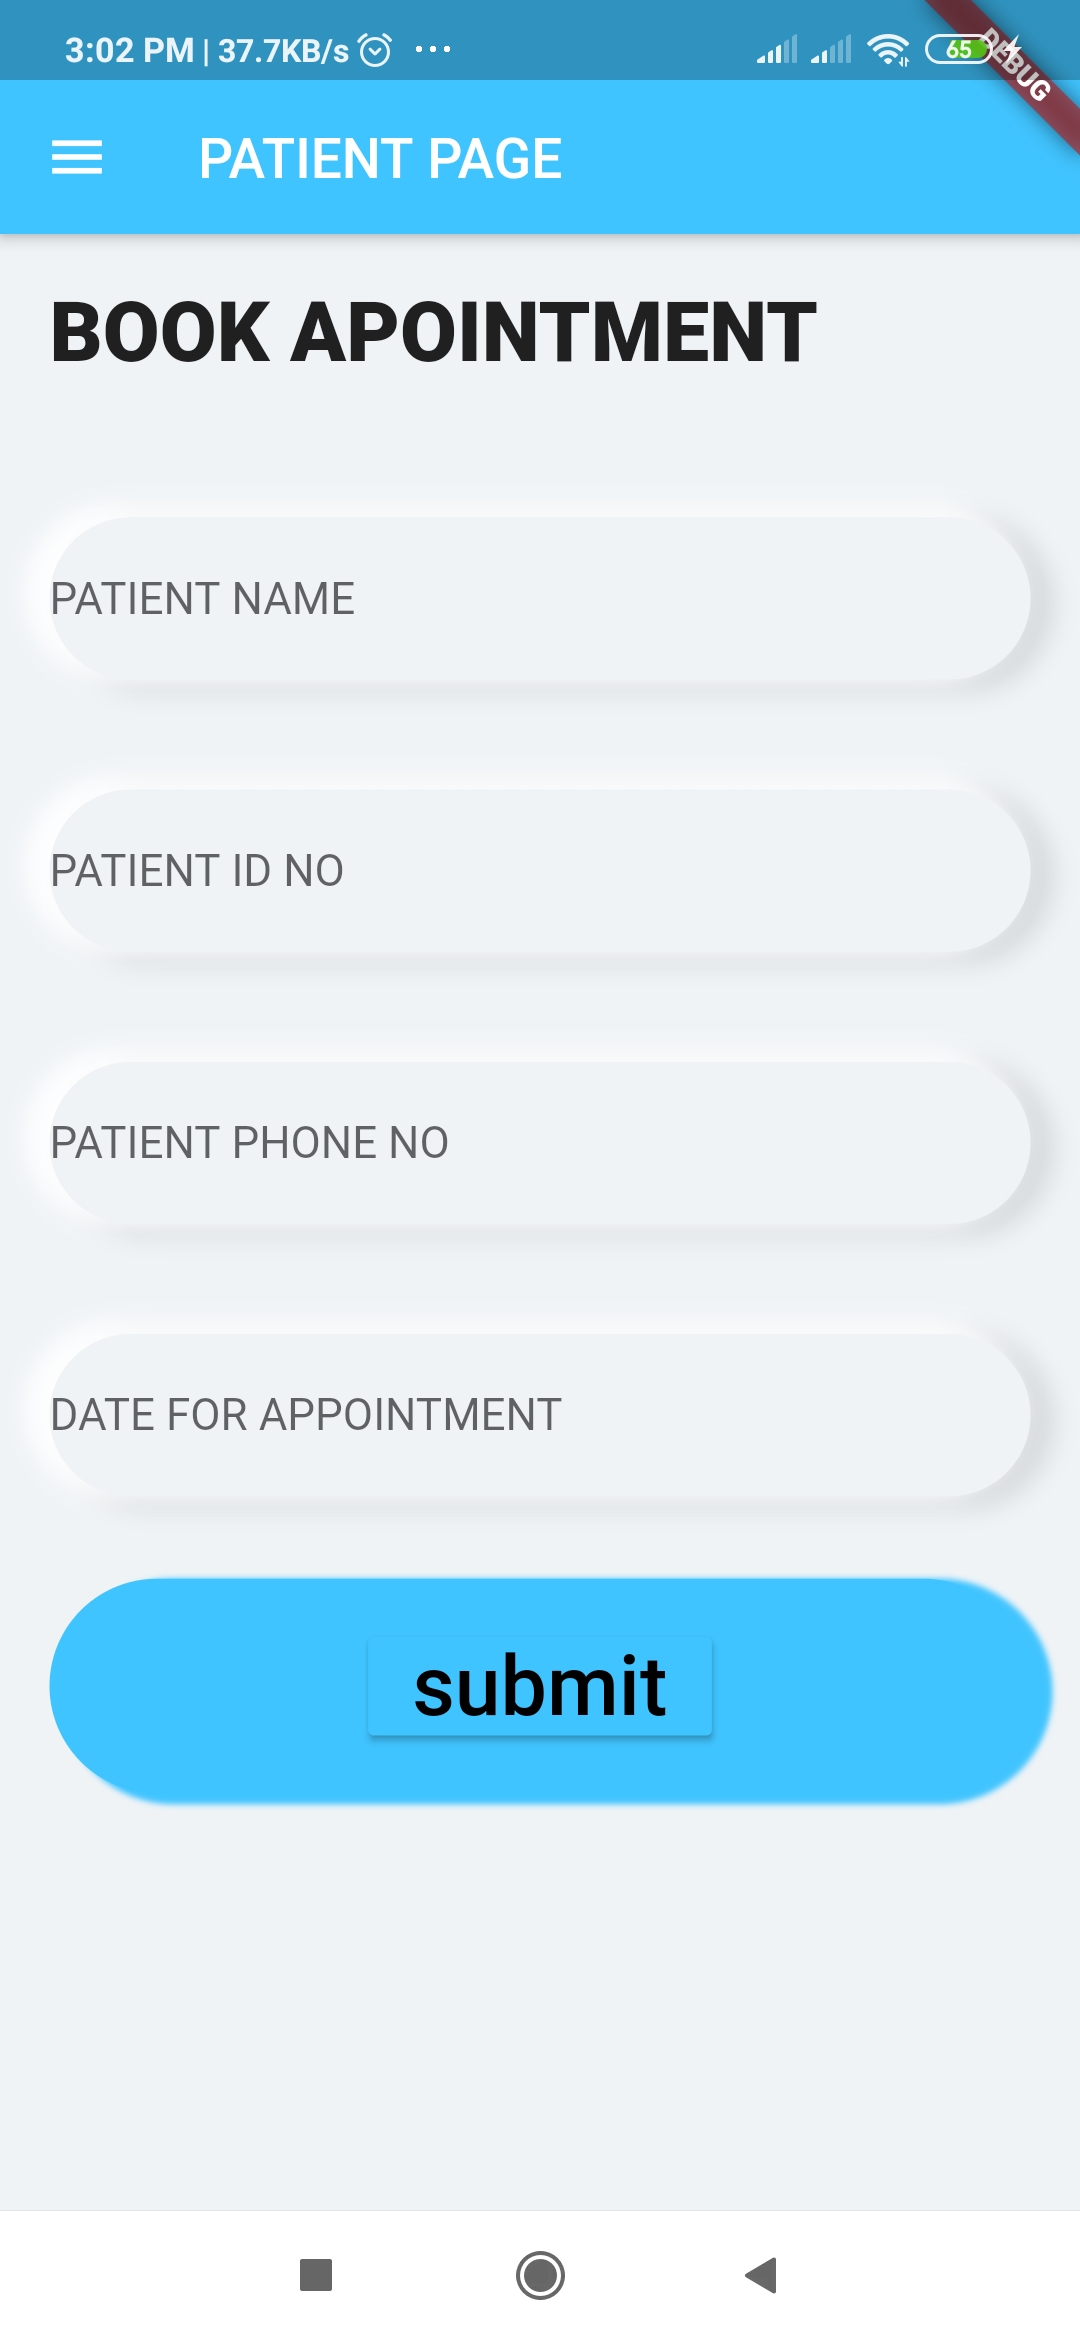 3:02 PM | 37.7KB/s ... 65
DEBUG
PATIENT PAGE
BOOK APOINTMENT
PATIENT NAME
PATIENT ID NO
PATIENT PHONE NO
DATE FOR APPOINTMENT
submit